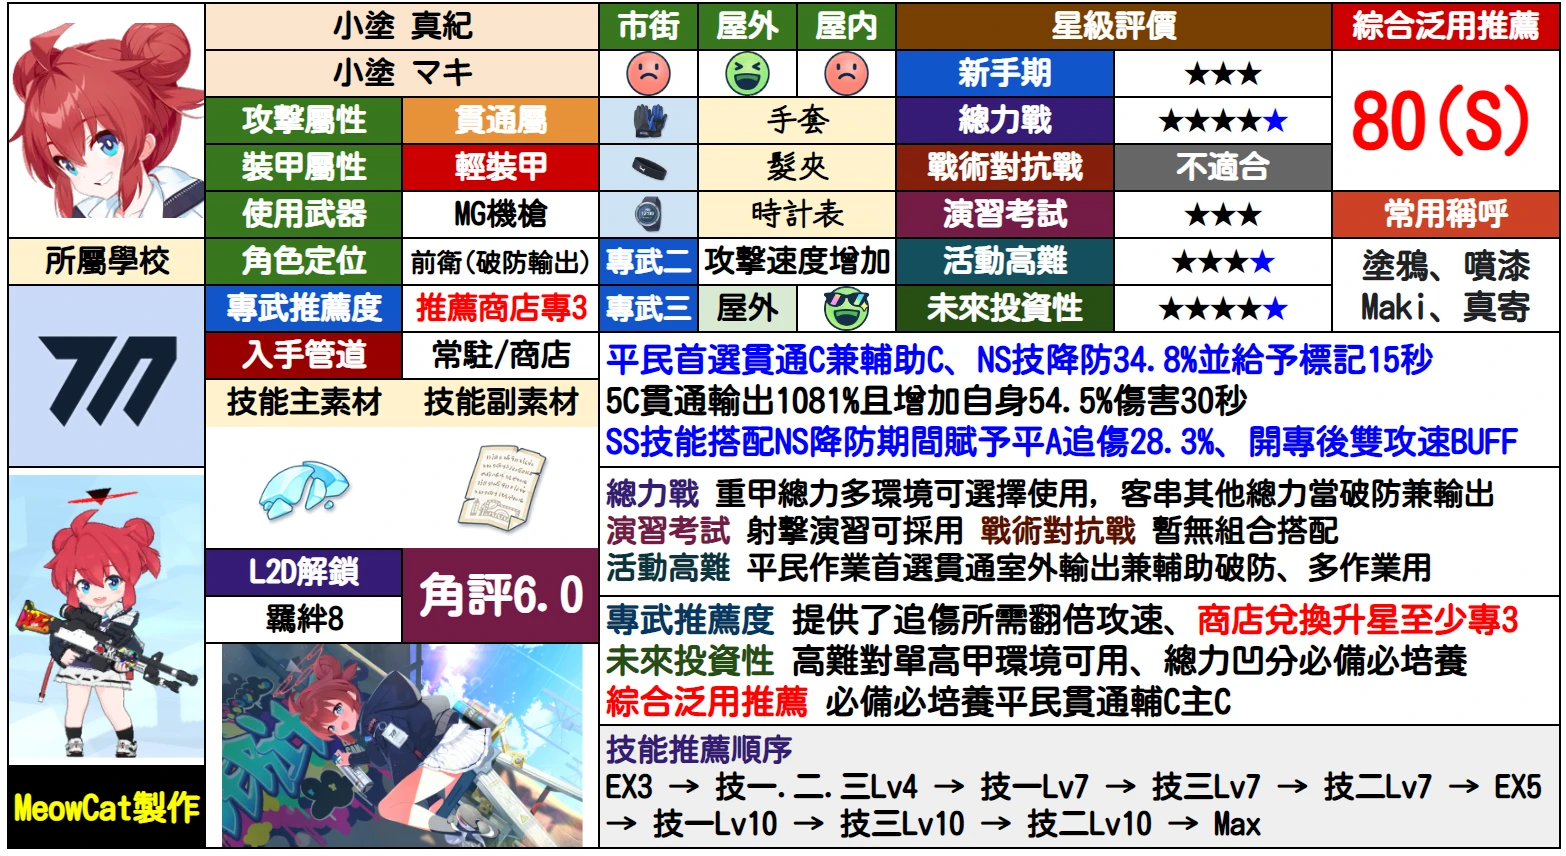 小塗 真紀
小塗 マキ
市街 屋外 屋內
星級評價
綜合泛用推薦
新手期 ★★★
80(S)
攻擊屬性 貫通屬
手套
總力戰 ★★★★★
裝甲屬性 輕裝甲
髮夾
戰術對抗戰 不適合
使用武器 MG機槍
時計表
演習考試 ★★★
常用稱呼
所屬學校
角色定位 前衛(破防輸出)
專武二 攻擊速度增加
活動高難 ★★★★
塗鴉、噴漆
Maki、真寄
專武推薦度 推薦商店專3
專武三 屋外
未來投資性 ★★★★★
入手管道 常駐/商店
技能主素材 技能副素材
平民首選貫通C兼輔助C、NS技降防34.8%並給予標記15秒
5C貫通輸出1081%且增加自身54.5%傷害30秒
SS技能搭配NS降防期間賦予平A追傷28.3%、開專後雙攻速BUFF
總力戰 重甲總力多環境可選擇使用, 客串其他總力當破防兼輸出
演習考試 射擊演習可採用 戰術對抗戰 暫無組合搭配
活動高難 平民作業首選貫通室外輸出兼輔助破防、多作業用
L2D解鎖
羈絆8
角評6.0
專武推薦度 提供了追傷所需翻倍攻速、商店兌換升星至少專3
未來投資性 高難對單高甲環境可用、總力凹分必備必培養
綜合泛用推薦 必備必培養平民貫通輔C主C
技能推薦順序
EX3 → 技一.二.三Lv4 → 技一Lv7 → 技三Lv7 → 技二Lv7 → EX5
→ 技一Lv10 → 技三Lv10 → 技二Lv10 → Max
MeowCat製作